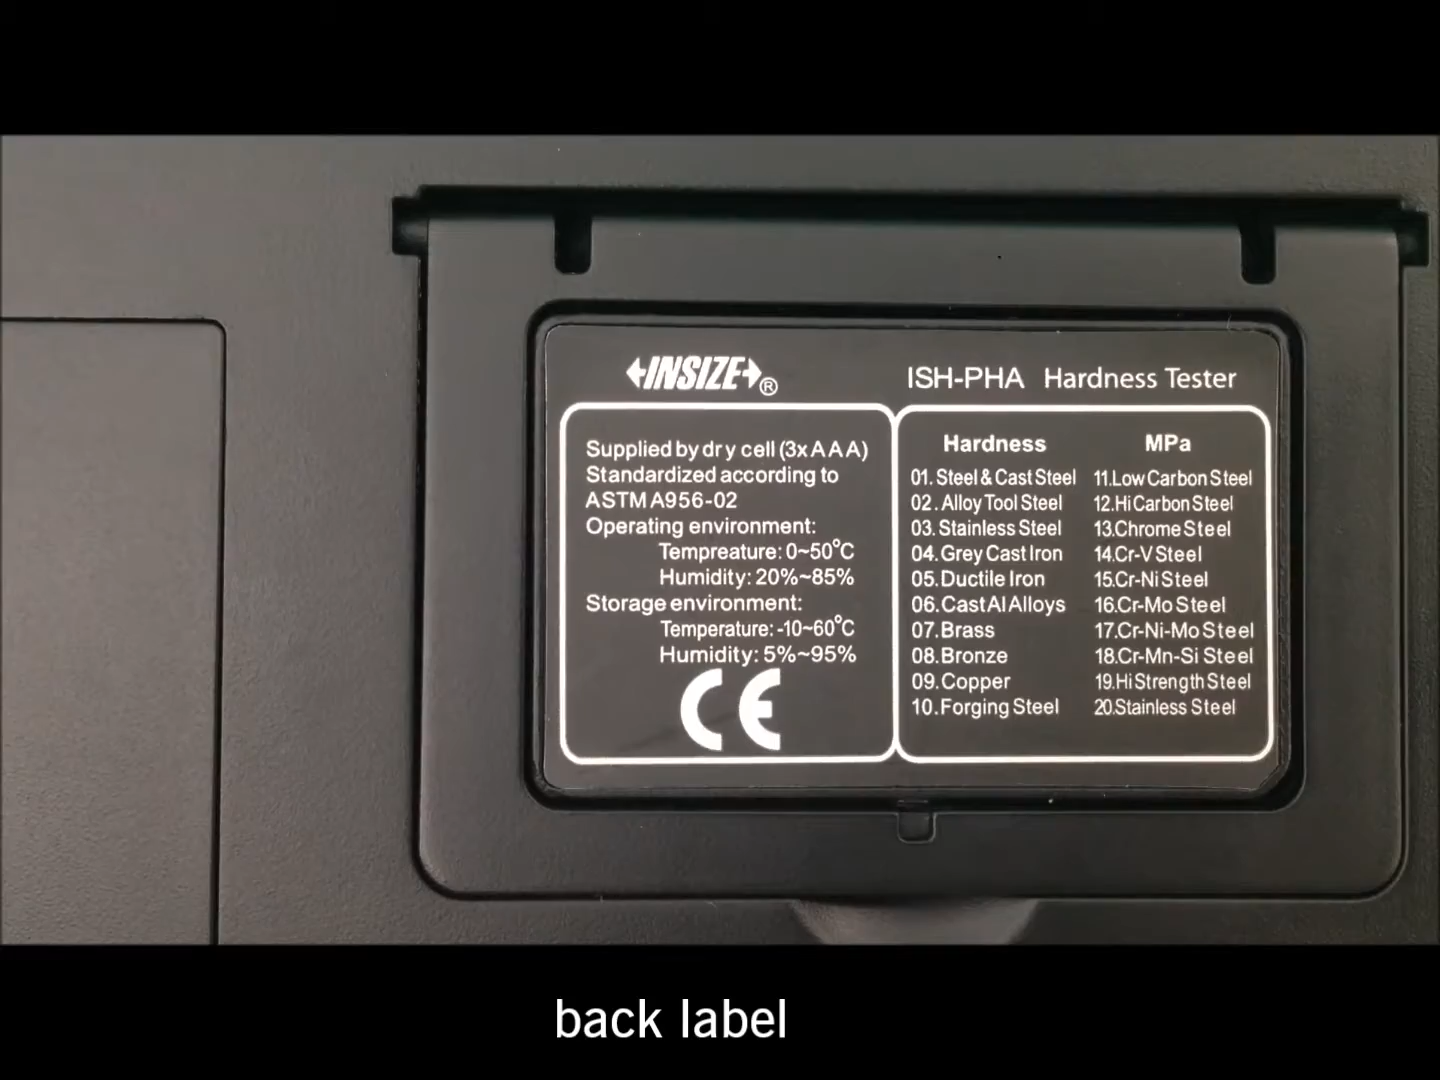 INSIZE®
ISH-PHA Hardness Tester
Supplied by dry cell (3xAAA)
Standardized according to
ASTM A956-02
Operating environment:
Tempreature: 0~50°C
Humidity: 20%~85%
Storage environment:
Temperature: -10~60°C
Humidity: 5%~95%
CE
Hardness
01. Steel & Cast Steel
02. Alloy Tool Steel
03. Stainless Steel
04. Grey Cast Iron
05. Ductile Iron
06. Cast Al Alloys
07. Brass
08. Bronze
09. Copper
10. Forging Steel
MPa
11. Low Carbon Steel
12. Hi Carbon Steel
13. Chrome Steel
14. Cr-V Steel
15. Cr-Ni Steel
16. Cr-Mo Steel
17. Cr-Ni-Mo Steel
18. Cr-Mn-Si Steel
19. Hi Strength Steel
20. Stainless Steel
back label